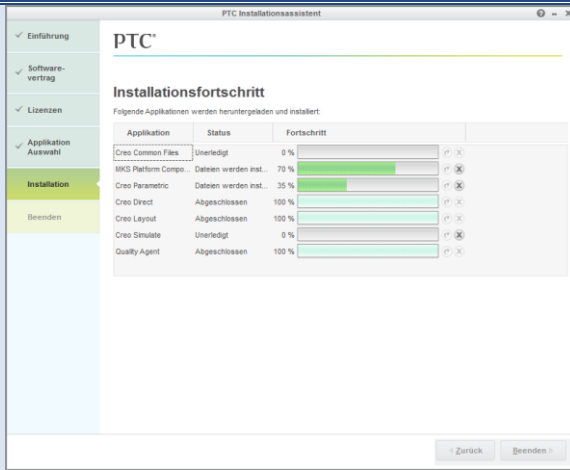 PTC Installationsassistent
Einführung
PTC®
Software-
vertrag
Installationsfortschritt
Lizenzen
Folgende Applikationen werden heruntergeladen und installiert:
Applikation Status Fortschritt
Applikation
Auswahl
Creo Common Files Unerledigt 0 %
MKS Platform Compo... Dateien werden inst... 70 %
Installation
Creo Parametric Dateien werden inst... 35 %
Creo Direct Abgeschlossen 100 %
Beenden
Creo Layout Abgeschlossen 100 %
Creo Simulate Unerledigt 0 %
Quality Agent Abgeschlossen 100 %
Zurück Beenden